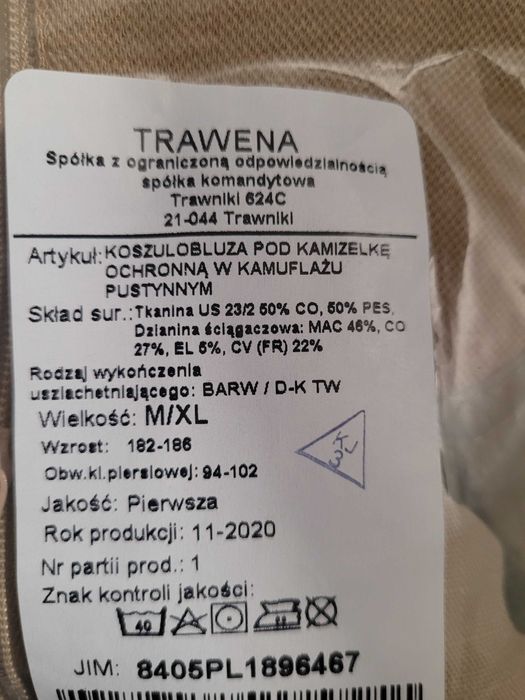 TRAWENA
Spółka z ograniczoną odpowiedzialnością
spółka komandytowa
Trawniki 624C
21-044 Trawniki
Artykuł: KOSZULOBLUZA POD KAMIZELKĘ
OCHRONNĄ W KAMUFLAŻU
PUSTYNNYM
Skład sur.: Tkanina US 23/2 50% CO, 50% PES,
Dzianina ściągaczowa: MAC 46%, CO
27%, EL 5%, CV (FR) 22%
Rodzaj wykończenia
uszlachetniającego: BARW / D-K TW
Wielkość: M/XL
Wzrost: 182-186
Obw.kl.piersiowej: 94-102
Jakość: Pierwsza
Rok produkcji: 11-2020
Nr partii prod.: 1
Znak kontroli jakości:
40
JIM: 8405PL1896467